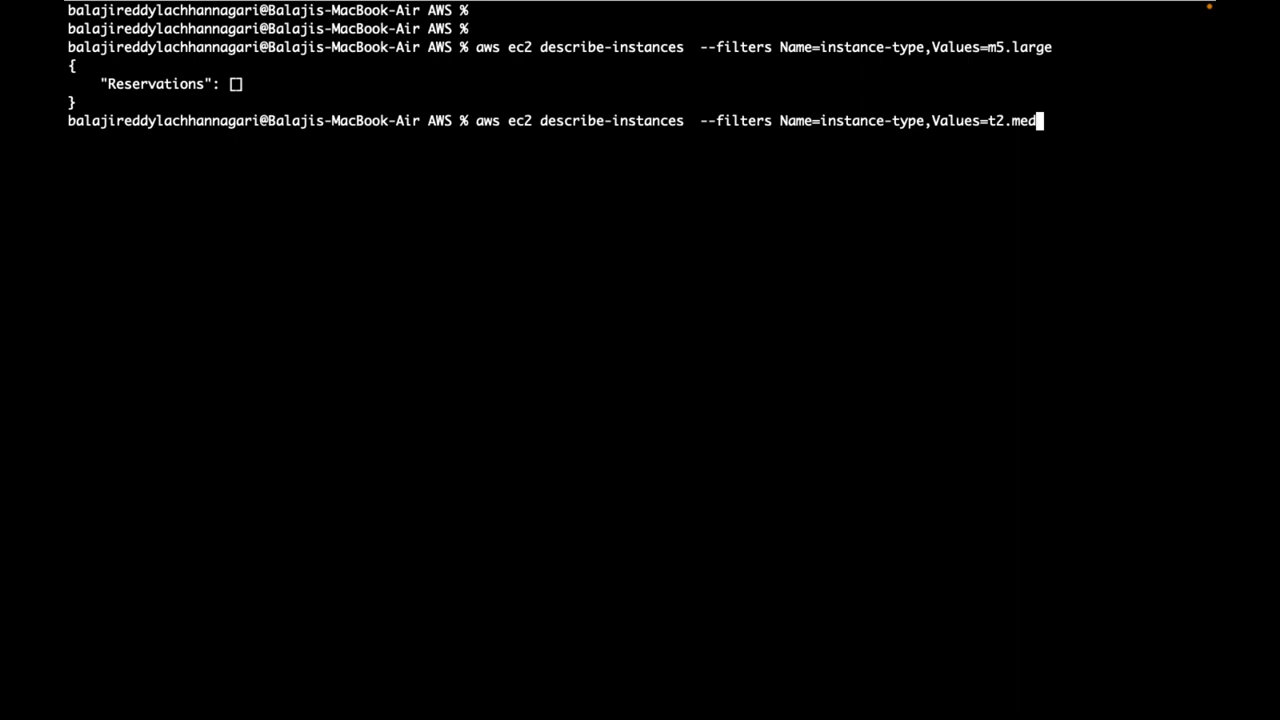 balajireddylachhannagari@Balajis-MacBook-Air AWS %
balajireddylachhannagari@Balajis-MacBook-Air AWS %
balajireddylachhannagari@Balajis-MacBook-Air AWS % aws ec2 describe-instances  --filters Name=instance-type,Values=m5.large
{
    "Reservations": []
}
balajireddylachhannagari@Balajis-MacBook-Air AWS % aws ec2 describe-instances  --filters Name=instance-type,Values=t2.med